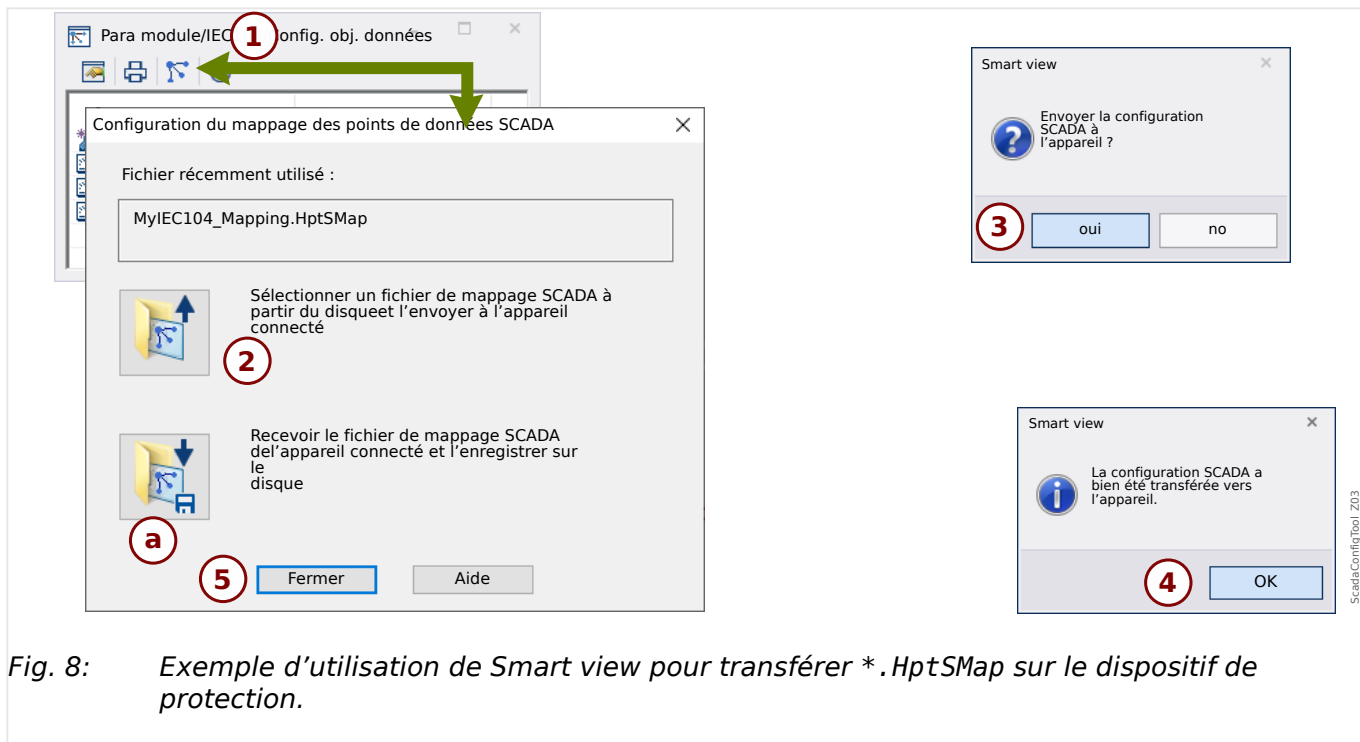 Para module/IEC
1
onfig. obj. données
Configuration du mappage des points de données SCADA
Fichier récemment utilisé :
MyIEC104_Mapping.HptSMap
Sélectionner un fichier de mappage SCADA à
partir du disqueet l’envoyer à l’appareil
connecté
2
Recevoir le fichier de mappage SCADA
del’appareil connecté et l’enregistrer sur
le
disque
a
5
Fermer
Aide
Smart view
Envoyer la configuration
SCADA à
l’appareil ?
3
oui
no
Smart view
La configuration SCADA a
bien été transférée vers
l’appareil.
4
OK
ScadaConfigTool_Z03
Fig. 8: Exemple d’utilisation de Smart view pour transférer *.HptSMap sur le dispositif de
protection.